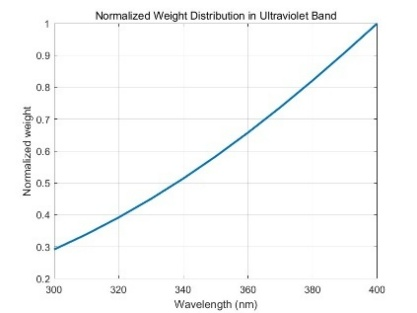 Normalized Weight Distribution in Ultraviolet Band
1
0.9
0.8
0.7
0.6
0.5
0.4
0.3
0.2
Normalized weight
300 320 340 360 380 400
Wavelength (nm)